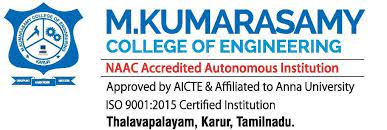 M.KUMARASAMY
COLLEGE OF ENGINEERING
NAAC Accredited Autonomous Institution
Approved by AICTE & Affiliated to Anna University
ISO 9001:2015 Certified Institution
Thalavapalayam, Karur, Tamilnadu.
KARUR